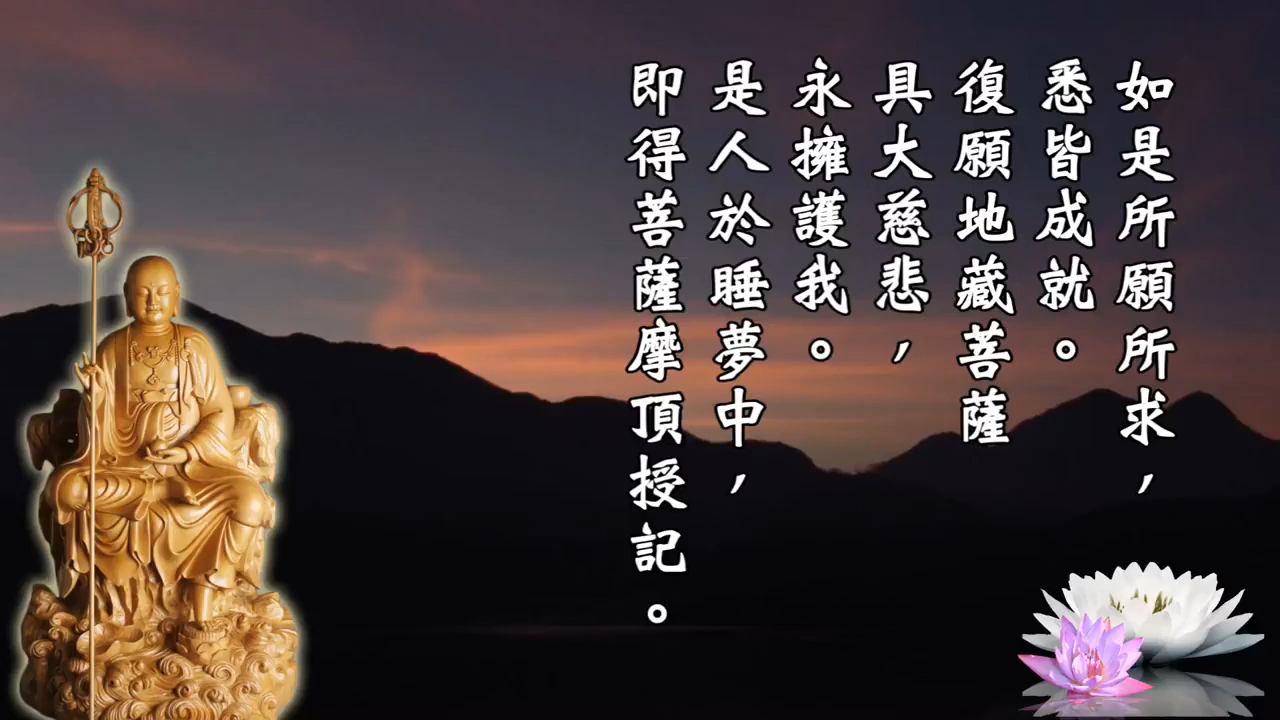 如是所願所求，
悉皆成就。
復願地藏菩薩
具大慈悲，
永擁護我。
是人於睡夢中，
即得菩薩摩頂授記。